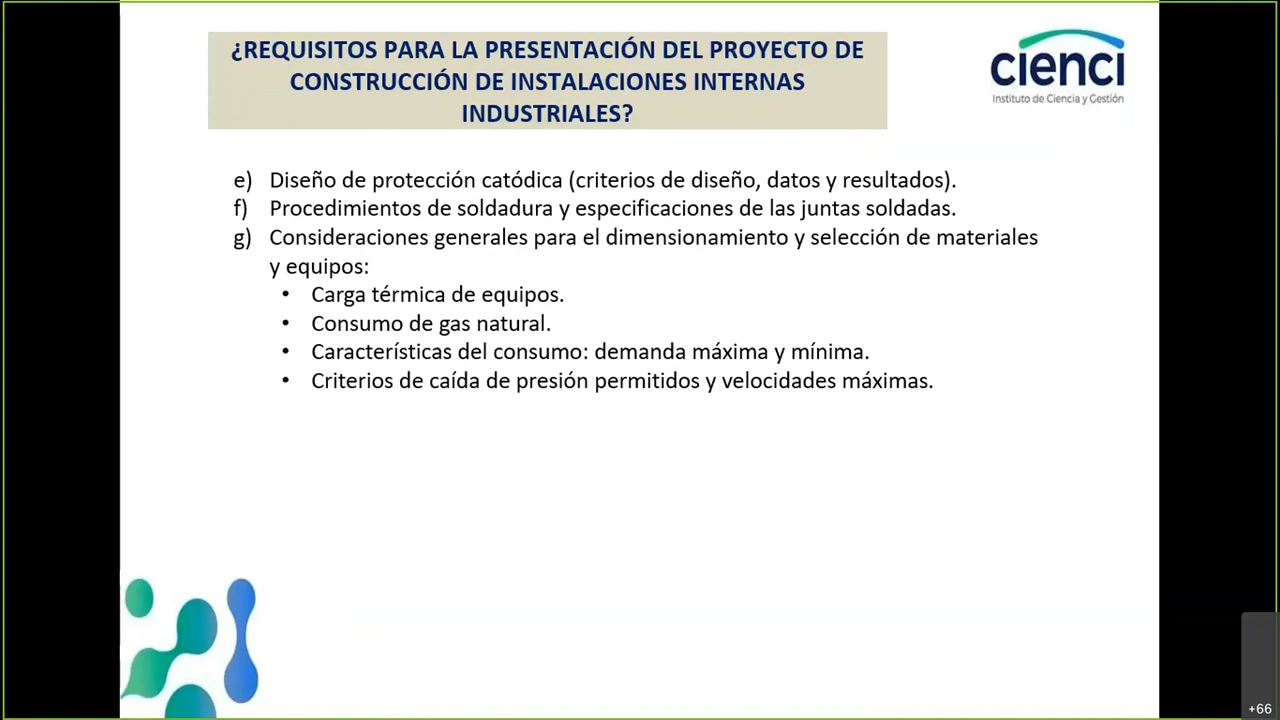 ¿REQUISITOS PARA LA PRESENTACIÓN DEL PROYECTO DE
CONSTRUCCIÓN DE INSTALACIONES INTERNAS
INDUSTRIALES?
cienci
Instituto de Ciencia y Gestión
e) Diseño de protección catódica (criterios de diseño, datos y resultados).
f) Procedimientos de soldadura y especificaciones de las juntas soldadas.
g) Consideraciones generales para el dimensionamiento y selección de materiales
y equipos:
• Carga térmica de equipos.
• Consumo de gas natural.
• Características del consumo: demanda máxima y mínima.
• Criterios de caída de presión permitidos y velocidades máximas.
+66